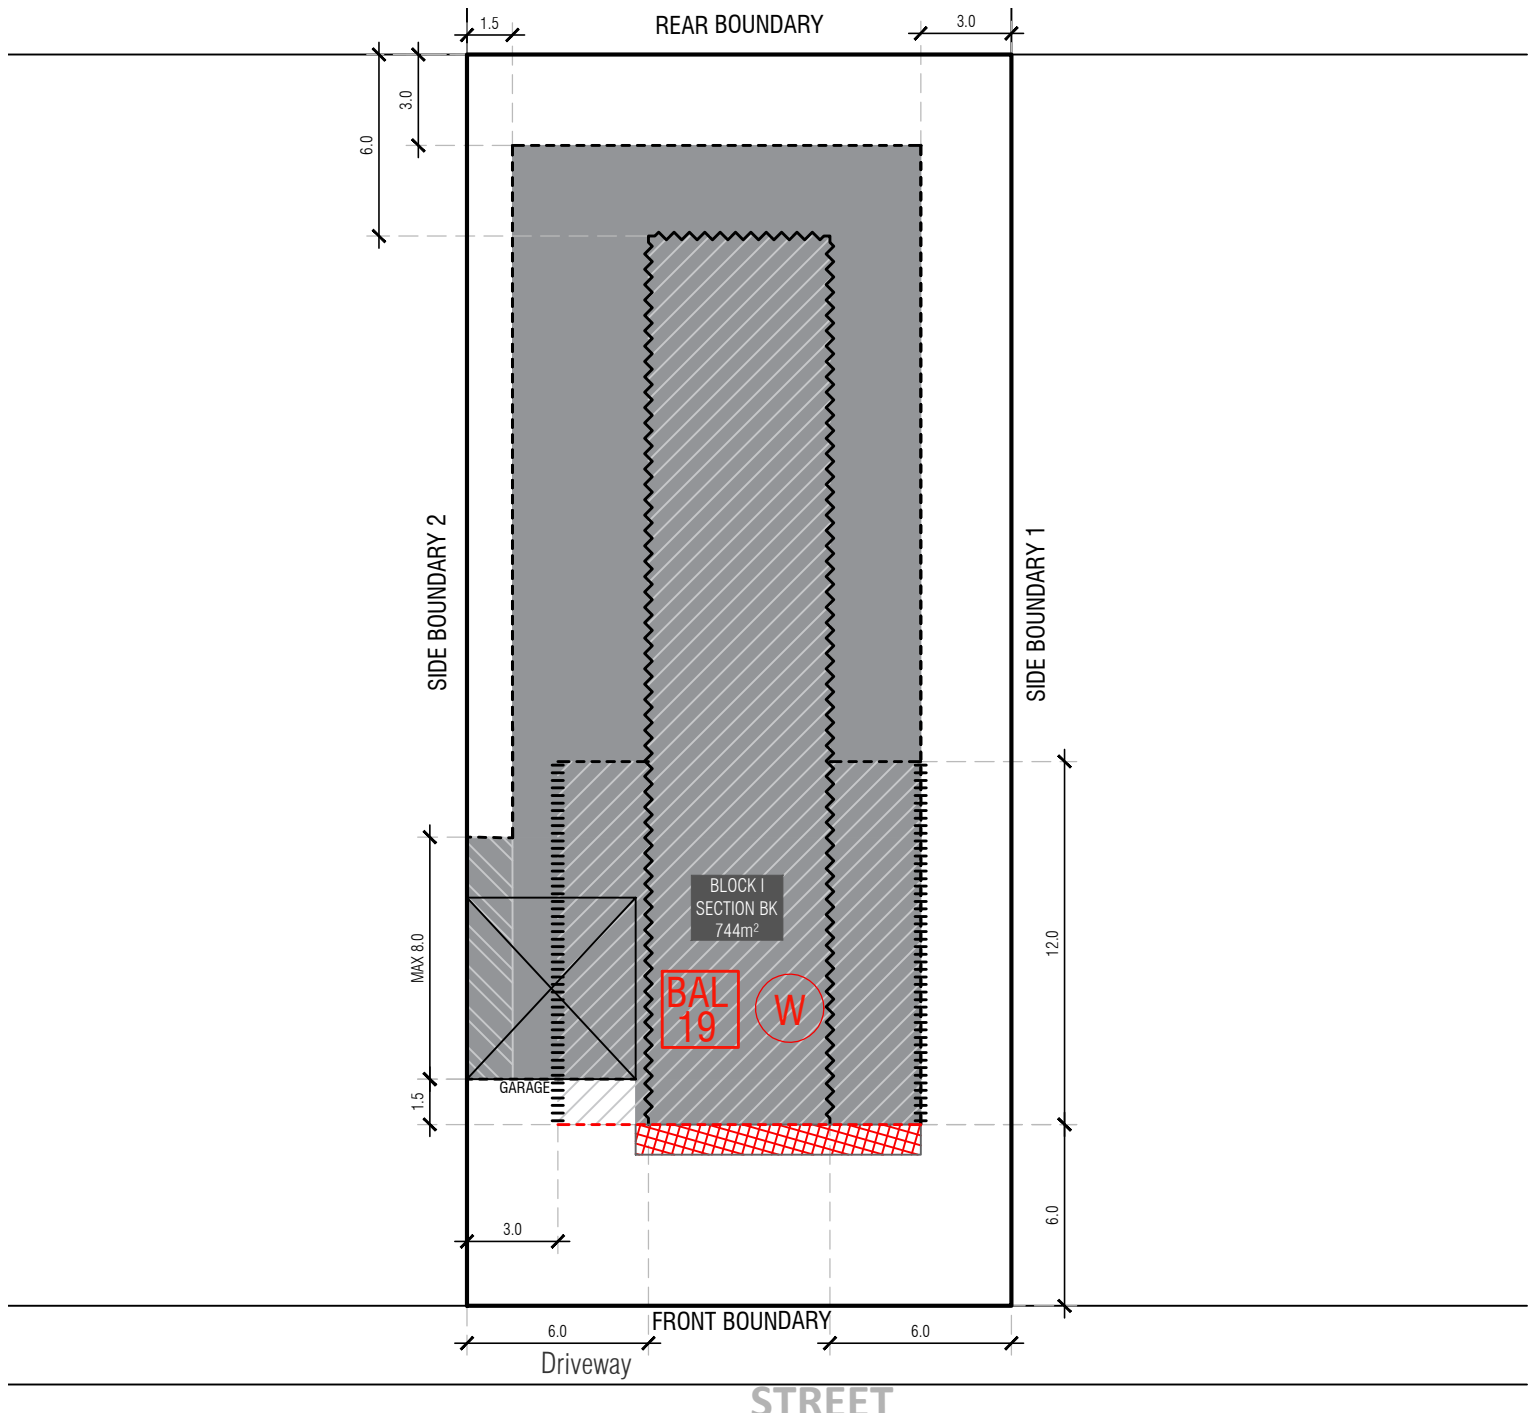 1.5
REAR BOUNDARY
3.0
3.0
6.0
SIDE BOUNDARY 2
SIDE BOUNDARY 1
BLOCK I
SECTION BK
744m²
MAX 8.0
12.0
BAL
19
W
GARAGE
1.5
6.0
3.0
FRONT BOUNDARY
6.0
6.0
Driveway
STREET